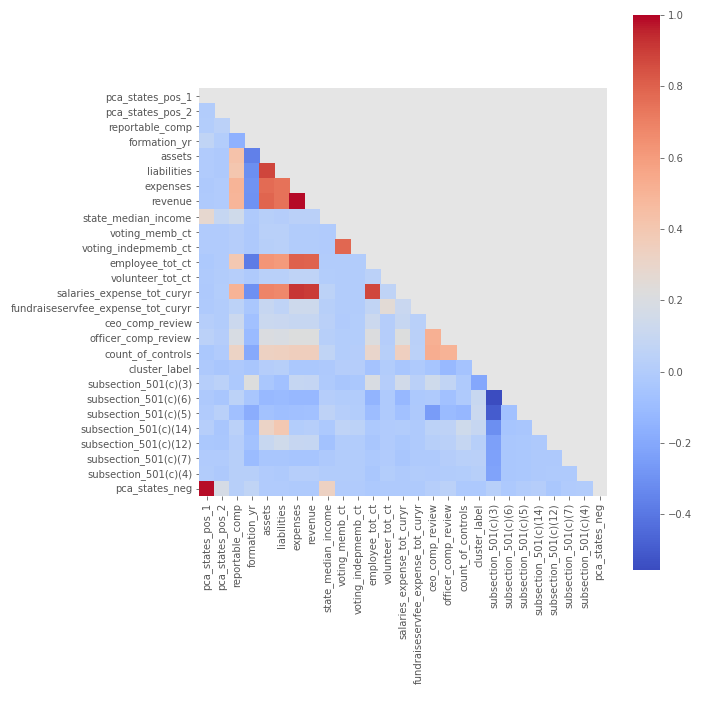 pca_states_pos_1
pca_states_pos_2
reportable_comp
formation_yr
assets
liabilities
expenses
revenue
state_median_income
voting_memb_ct
voting_indepmemb_ct
employee_tot_ct
volunteer_tot_ct
salaries_expense_tot_curyr
fundraiseservfee_expense_tot_curyr
ceo_comp_review
officer_comp_review
count_of_controls
cluster_label
subsection_501(c)(3)
subsection_501(c)(6)
subsection_501(c)(5)
subsection_501(c)(14)
subsection_501(c)(12)
subsection_501(c)(7)
subsection_501(c)(4)
pca_states_neg
pca_states_pos_1
pca_states_pos_2
reportable_comp
formation_yr
assets
liabilities
expenses
revenue
state_median_income
voting_memb_ct
voting_indepmemb_ct
employee_tot_ct
volunteer_tot_ct
salaries_expense_tot_curyr
fundraiseservfee_expense_tot_curyr
ceo_comp_review
officer_comp_review
count_of_controls
cluster_label
subsection_501(c)(3)
subsection_501(c)(6)
subsection_501(c)(5)
subsection_501(c)(14)
subsection_501(c)(12)
subsection_501(c)(7)
subsection_501(c)(4)
pca_states_neg
1.0
0.8
0.6
0.4
0.2
0.0
−0.2
−0.4